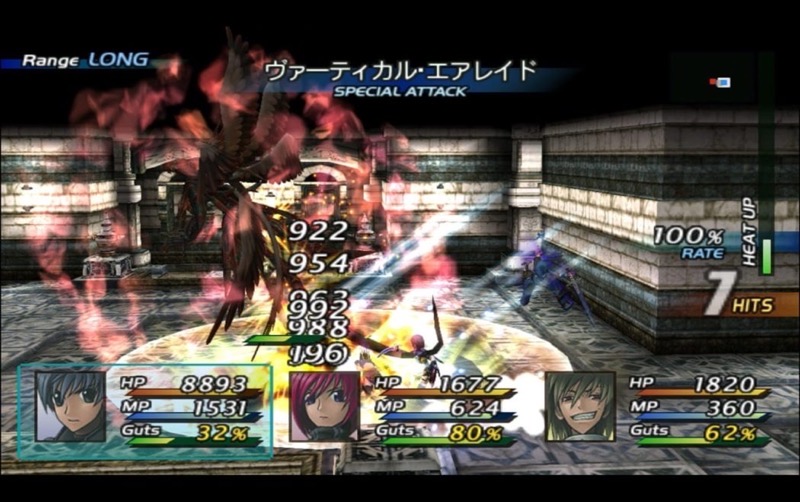 Range LONG
ヴァーティカル・エアレイド
SPECIAL ATTACK
922
954
992
988
196
HEAT UP
100%
RATE
7 HITS
HP 8893
MP 1531
Guts 32%
HP 1677
MP 624
Guts 80%
HP 1820
MP 360
Guts 62%